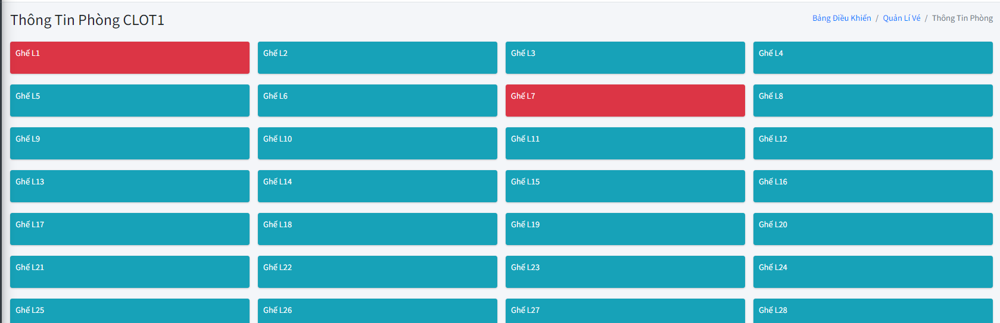 Thông Tin Phòng CLOT1
Bảng Điều Khiển / Quản Lí Vé / Thông Tin Phòng
Ghế L1 Ghế L2 Ghế L3 Ghế L4
Ghế L5 Ghế L6 Ghế L7 Ghế L8
Ghế L9 Ghế L10 Ghế L11 Ghế L12
Ghế L13 Ghế L14 Ghế L15 Ghế L16
Ghế L17 Ghế L18 Ghế L19 Ghế L20
Ghế L21 Ghế L22 Ghế L23 Ghế L24
Ghế L25 Ghế L26 Ghế L27 Ghế L28